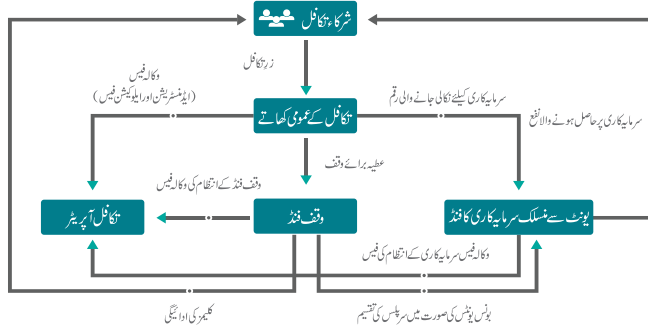 شرکاء تکافل
زرِ تکافل
وکالہ فیس
(ایڈمنسٹریشن اور ایلوکیشن فیس)
سرمایہ کاری کیلئے نکالی جانے والی رقم
تکافل کے عمومی کھاتے
سرمایہ کاری پر حاصل ہونے والا نفع
عطیہ برائے وقف
وقف فنڈ کے انتظام کی وکالہ فیس
یونٹ سے منسلک سرمایہ کاری کا فنڈ
وقف فنڈ
تکافل آپریٹر
وکالہ فیس سرمایہ کاری کے انتظام کی فیس
بونس یونٹس کی صورت میں سرپلس کی تقسیم
کلیمز کی ادائیگی